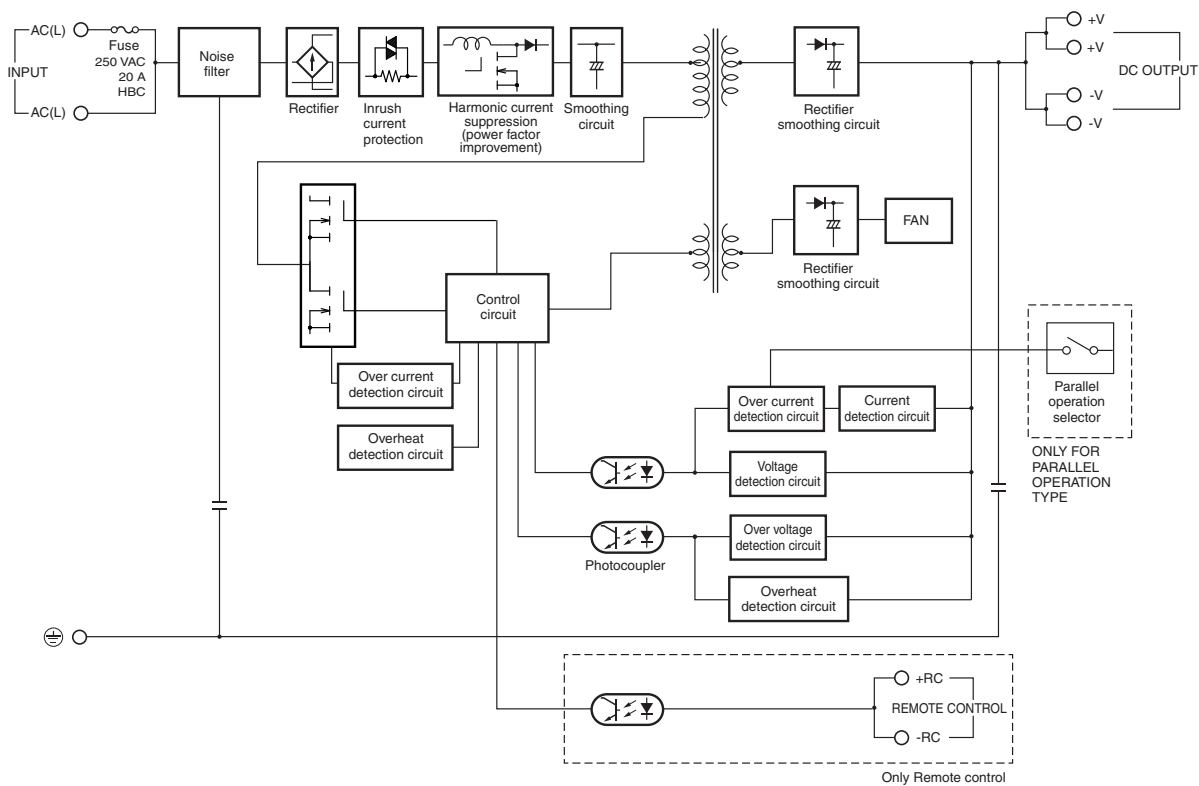 AC(L)
Fuse
250 VAC
20 A
HBC
INPUT
AC(L)
Noise
filter
Rectifier
Inrush
current
protection
Harmonic current
suppression
(power factor
improvement)
Smoothing
circuit
Rectifier
smoothing circuit
+V
+V
DC OUTPUT
-V
-V
Rectifier
smoothing circuit
FAN
Control
circuit
Over current
detection circuit
Overheat
detection circuit
Over current
detection circuit
Current
detection circuit
Parallel
operation
selector
ONLY FOR
PARALLEL
OPERATION
TYPE
Voltage
detection circuit
Over voltage
detection circuit
Photocoupler
Overheat
detection circuit
+RC
REMOTE CONTROL
-RC
Only Remote control